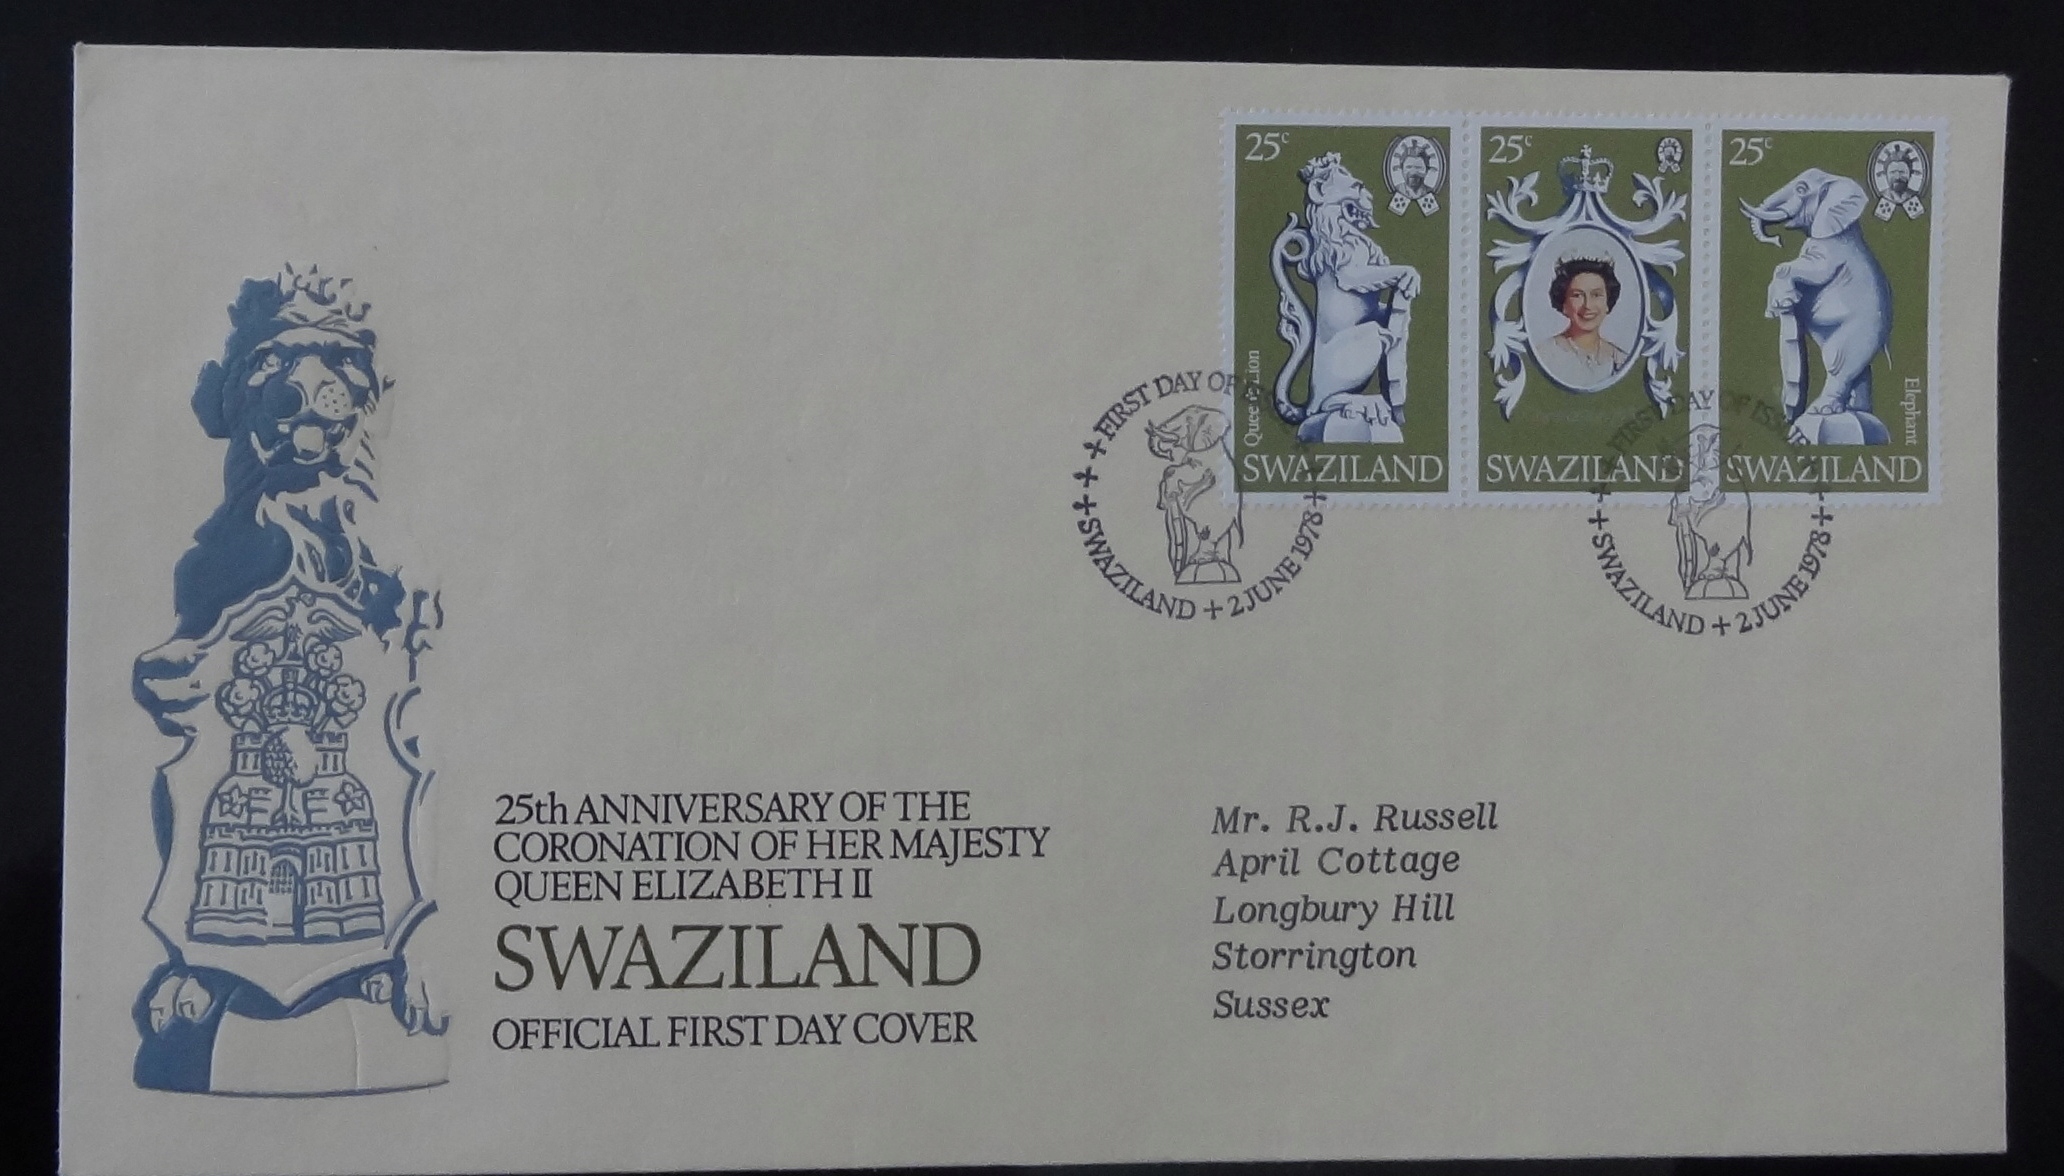 25c
25c
25c
Queen's Lion
Elephant
SWAZILAND
SWAZILAND
SWAZILAND
FIRST DAY OF ISSUE
SWAZILAND + 2 JUNE 1978
FIRST DAY OF ISSUE
SWAZILAND + 2 JUNE 1978
25th ANNIVERSARY OF THE
CORONATION OF HER MAJESTY
QUEEN ELIZABETH II
SWAZILAND
OFFICIAL FIRST DAY COVER
Mr. R.J. Russell
April Cottage
Longbury Hill
Storrington
Sussex